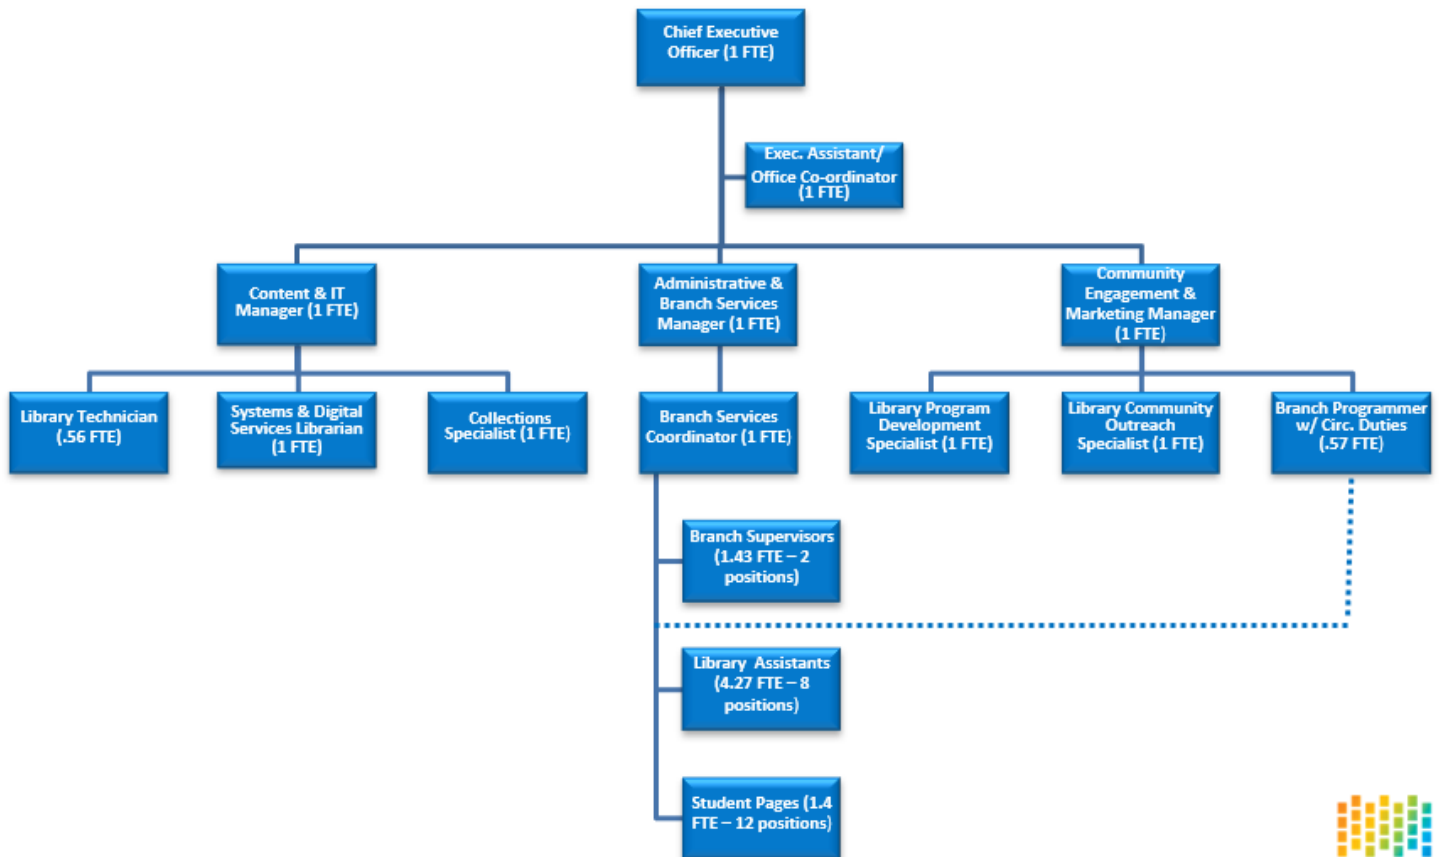 Chief Executive
Officer (1 FTE)
Exec. Assistant/
Office Co-ordinator
(1 FTE)
Content & IT
Manager (1 FTE)
Administrative &
Branch Services
Manager (1 FTE)
Community
Engagement &
Marketing Manager
(1 FTE)
Library Technician
(.56 FTE)
Systems & Digital
Services Librarian
(1 FTE)
Collections
Specialist (1 FTE)
Branch Services
Coordinator (1 FTE)
Library Program
Development
Specialist (1 FTE)
Library Community
Outreach
Specialist (1 FTE)
Branch Programmer
w/ Circ. Duties
(.57 FTE)
Branch Supervisors
(1.43 FTE – 2
positions)
Library Assistants
(4.27 FTE – 8
positions)
Student Pages (1.4
FTE – 12 positions)